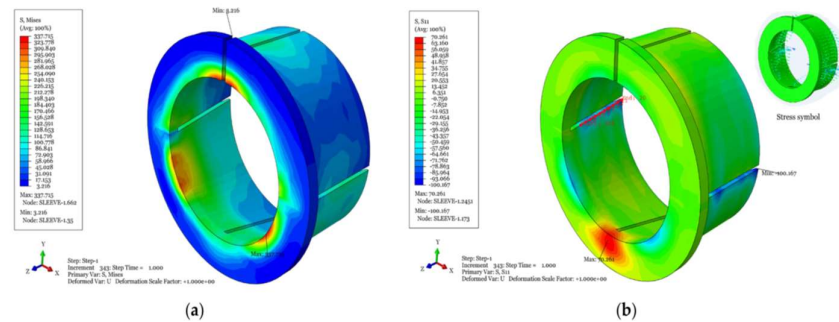 S, Mises
(Avg: 100%)
337.715
323.778
309.840
295.903
281.965
268.028
254.090
240.153
226.215
212.278
198.340
184.403
170.466
156.528
142.591
128.653
114.716
100.778
86.841
72.903
58.966
45.028
31.091
17.153
3.216
Max: 337.715
Node: SLEEVE-1.662
Min: 3.216
Node: SLEEVE-1.35
Min: 3.216
Y
Z
X
Step: Step-1
Increment 343: Step Time = 1.000
Primary Var: S, Mises
Deformed Var: U Deformation Scale Factor: +1.000e+00
(a)
S, S11
(Avg: 100%)
70.261
63.160
56.059
48.958
41.857
34.755
27.654
20.553
13.452
6.351
-0.750
-7.852
-14.953
-22.054
-29.155
-36.256
-43.357
-50.459
-57.560
-64.661
-71.762
-78.863
-85.964
-93.066
-100.167
Max: 70.261
Node: SLEEVE-1.2451
Min: -100.167
Node: SLEEVE-1.173
Min: -100.167
Max: 70.261
Stress symbol
Y
Z
X
Step: Step-1
Increment 343: Step Time = 1.000
Primary Var: S, S11
Deformed Var: U Deformation Scale Factor: +1.000e+00
(b)